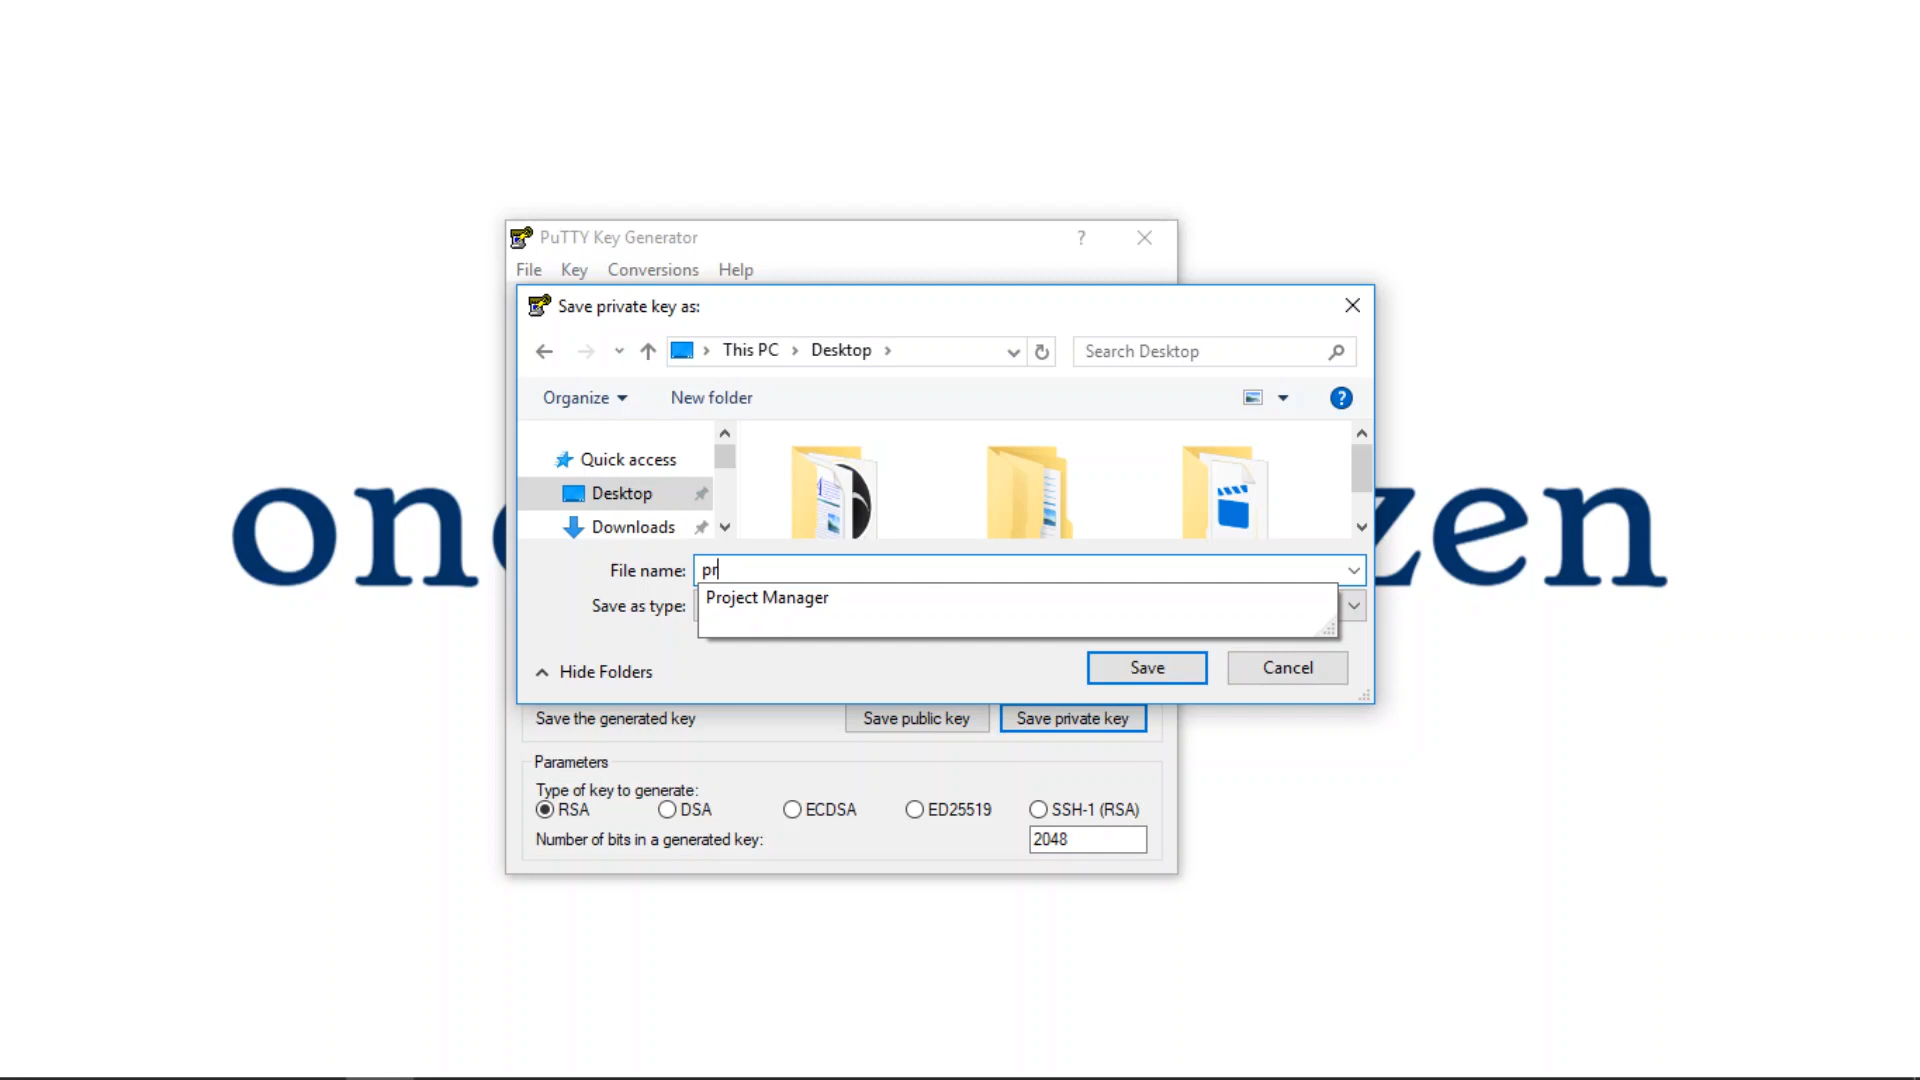 PuTTY Key Generator
?
File Key Conversions Help
Save private key as:
This PC Desktop
Search Desktop
Organize New folder
?
Quick access
Desktop
Downloads
on
zen
File name: pr
Project Manager
Save as type:
Hide Folders Save Cancel
Save the generated key Save public key Save private key
Parameters
Type of key to generate:
RSA DSA ECDSA ED25519 SSH-1 (RSA)
Number of bits in a generated key: 2048